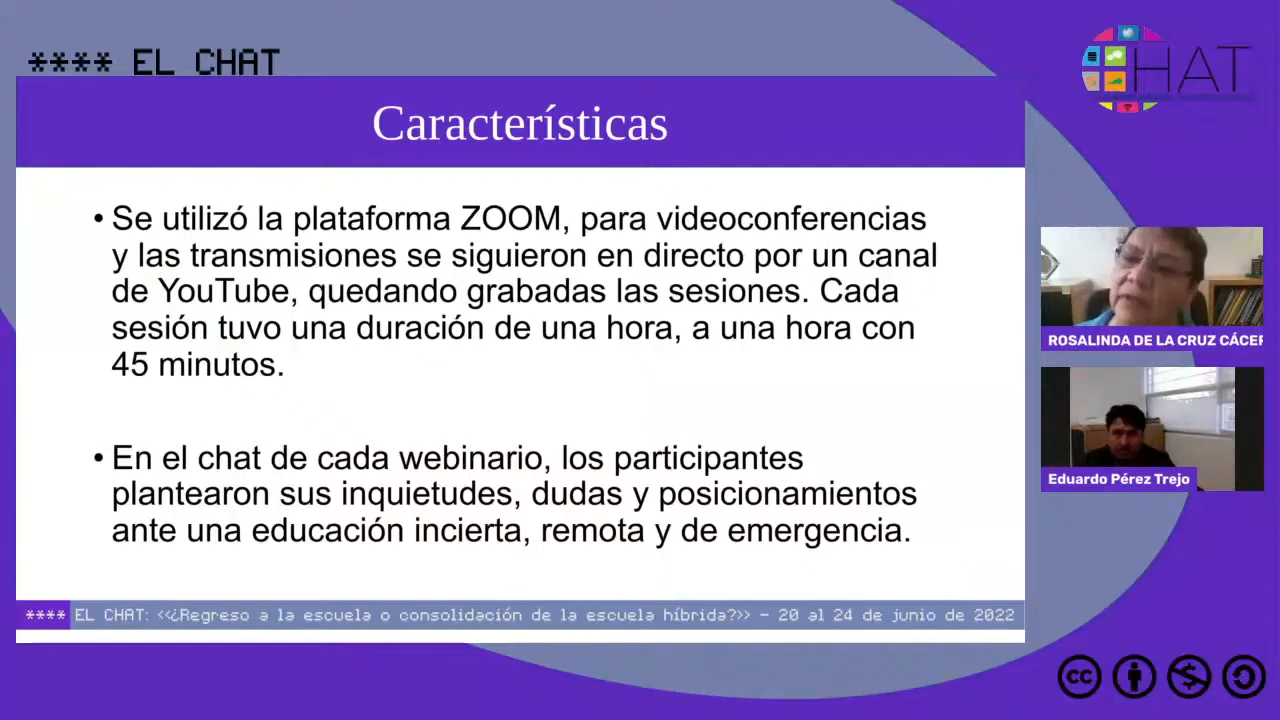 **** EL CHAT
HAT
Características
• Se utilizó la plataforma ZOOM, para videoconferencias
y las transmisiones se siguieron en directo por un canal
de YouTube, quedando grabadas las sesiones. Cada
sesión tuvo una duración de una hora, a una hora con
45 minutos.
• En el chat de cada webinario, los participantes
plantearon sus inquietudes, dudas y posicionamientos
ante una educación incierta, remota y de emergencia.
ROSALINDA DE LA CRUZ CÁCER
Eduardo Pérez Trejo
**** EL CHAT: <<¿Regreso a la escuela o consolidación de la escuela híbrida?>> – 20 al 24 de junio de 2022
cc